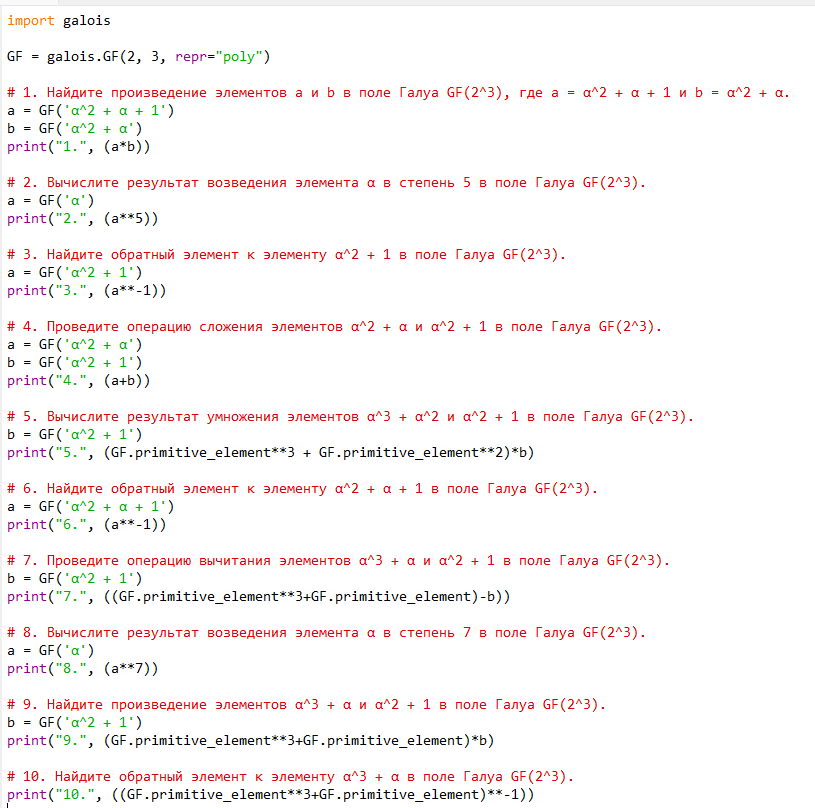 import galois
GF = galois.GF(2, 3, repr="poly")
# 1. Найдите произведение элементов a и b в поле Галуа GF(2^3), где a = α^2 + α + 1 и b = α^2 + α.
a = GF('α^2 + α + 1')
b = GF('α^2 + α')
print("1.", (a*b))
# 2. Вычислите результат возведения элемента α в степень 5 в поле Галуа GF(2^3).
a = GF('α')
print("2.", (a**5))
# 3. Найдите обратный элемент к элементу α^2 + 1 в поле Галуа GF(2^3).
a = GF('α^2 + 1')
print("3.", (a**-1))
# 4. Проведите операцию сложения элементов α^2 + α и α^2 + 1 в поле Галуа GF(2^3).
a = GF('α^2 + α')
b = GF('α^2 + 1')
print("4.", (a+b))
# 5. Вычислите результат умножения элементов α^3 + α^2 и α^2 + 1 в поле Галуа GF(2^3).
b = GF('α^2 + 1')
print("5.", (GF.primitive_element**3 + GF.primitive_element**2)*b)
# 6. Найдите обратный элемент к элементу α^2 + α + 1 в поле Галуа GF(2^3).
a = GF('α^2 + α + 1')
print("6.", (a**-1))
# 7. Проведите операцию вычитания элементов α^3 + α и α^2 + 1 в поле Галуа GF(2^3).
b = GF('α^2 + 1')
print("7.", ((GF.primitive_element**3+GF.primitive_element)-b))
# 8. Вычислите результат возведения элемента α в степень 7 в поле Галуа GF(2^3).
a = GF('α')
print("8.", (a**7))
# 9. Найдите произведение элементов α^3 + α и α^2 + 1 в поле Галуа GF(2^3).
b = GF('α^2 + 1')
print("9.", (GF.primitive_element**3+GF.primitive_element)*b)
# 10. Найдите обратный элемент к элементу α^3 + α в поле Галуа GF(2^3).
print("10.", ((GF.primitive_element**3+GF.primitive_element)**-1))